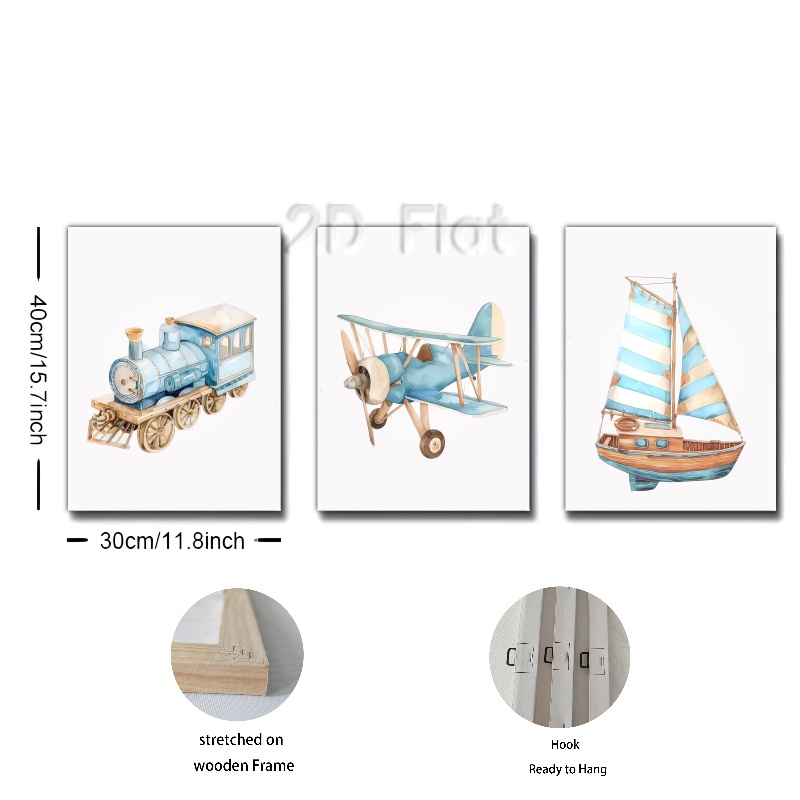 2D Flat
40cm/15.7inch
30cm/11.8inch
stretched on
wooden Frame
Hook
Ready to Hang